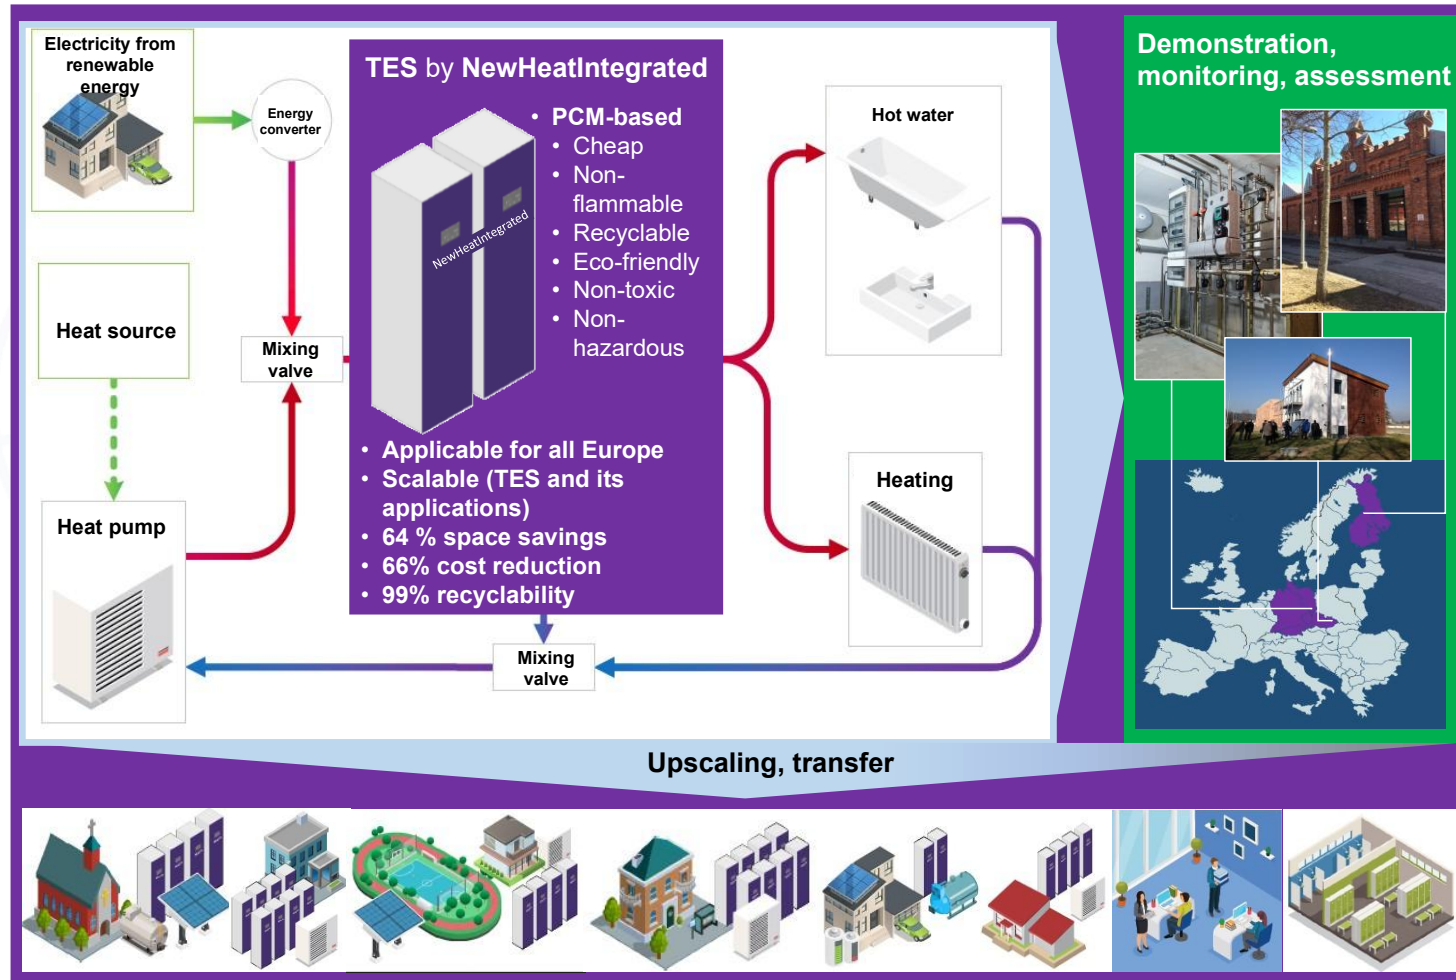 Electricity from
renewable
energy
Energy
converter
Heat source
Mixing
valve
Heat pump
TES by NewHeatIntegrated
NewHeatIntegrated
• PCM-based
• Cheap
• Non-
flammable
• Recyclable
• Eco-friendly
• Non-toxic
• Non-
hazardous
• Applicable for all Europe
• Scalable (TES and its
applications)
• 64 % space savings
• 66% cost reduction
• 99% recyclability
Mixing
valve
Hot water
Heating
Demonstration,
monitoring, assessment
Upscaling, transfer